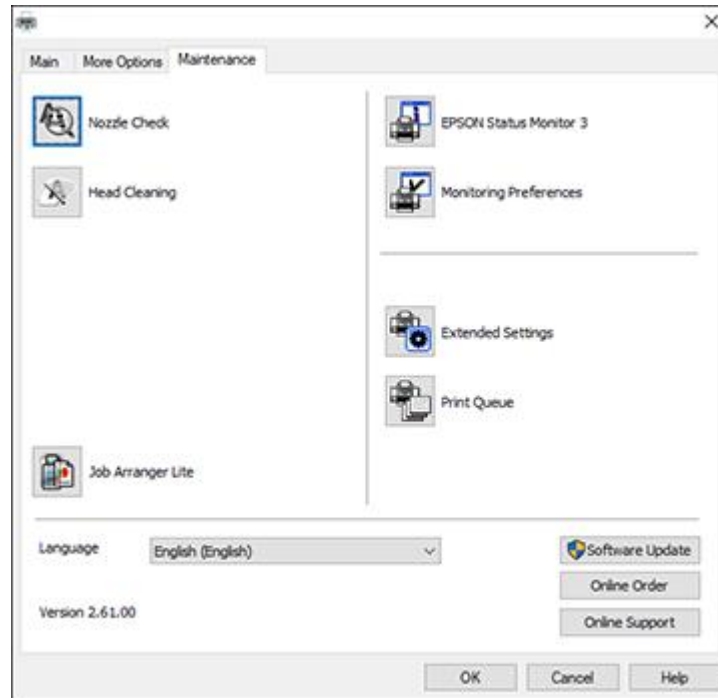 Main
More Options
Maintenance
Nozzle Check
Head Cleaning
Job Arranger Lite
EPSON Status Monitor 3
Monitoring Preferences
Extended Settings
Print Queue
Language
English (English)
Software Update
Online Order
Version 2.61.00
Online Support
OK
Cancel
Help